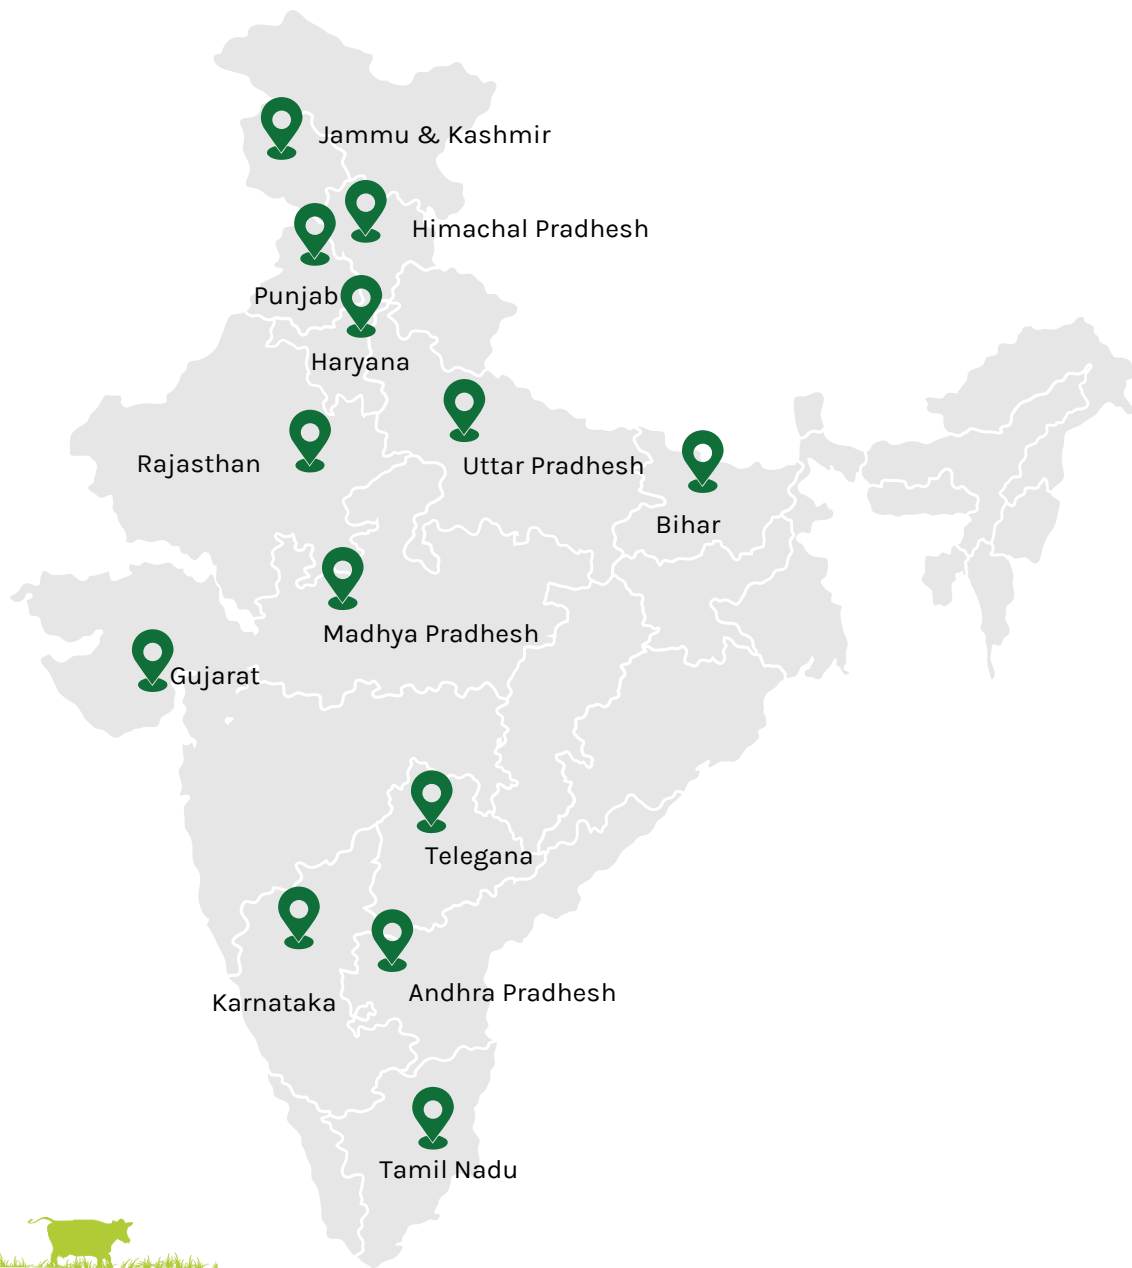 Jammu & Kashmir
Himachal Pradhesh
Punjab
Haryana
Rajasthan
Uttar Pradhesh
Bihar
Madhya Pradhesh
Gujarat
Telegana
Karnataka
Andhra Pradhesh
Tamil Nadu